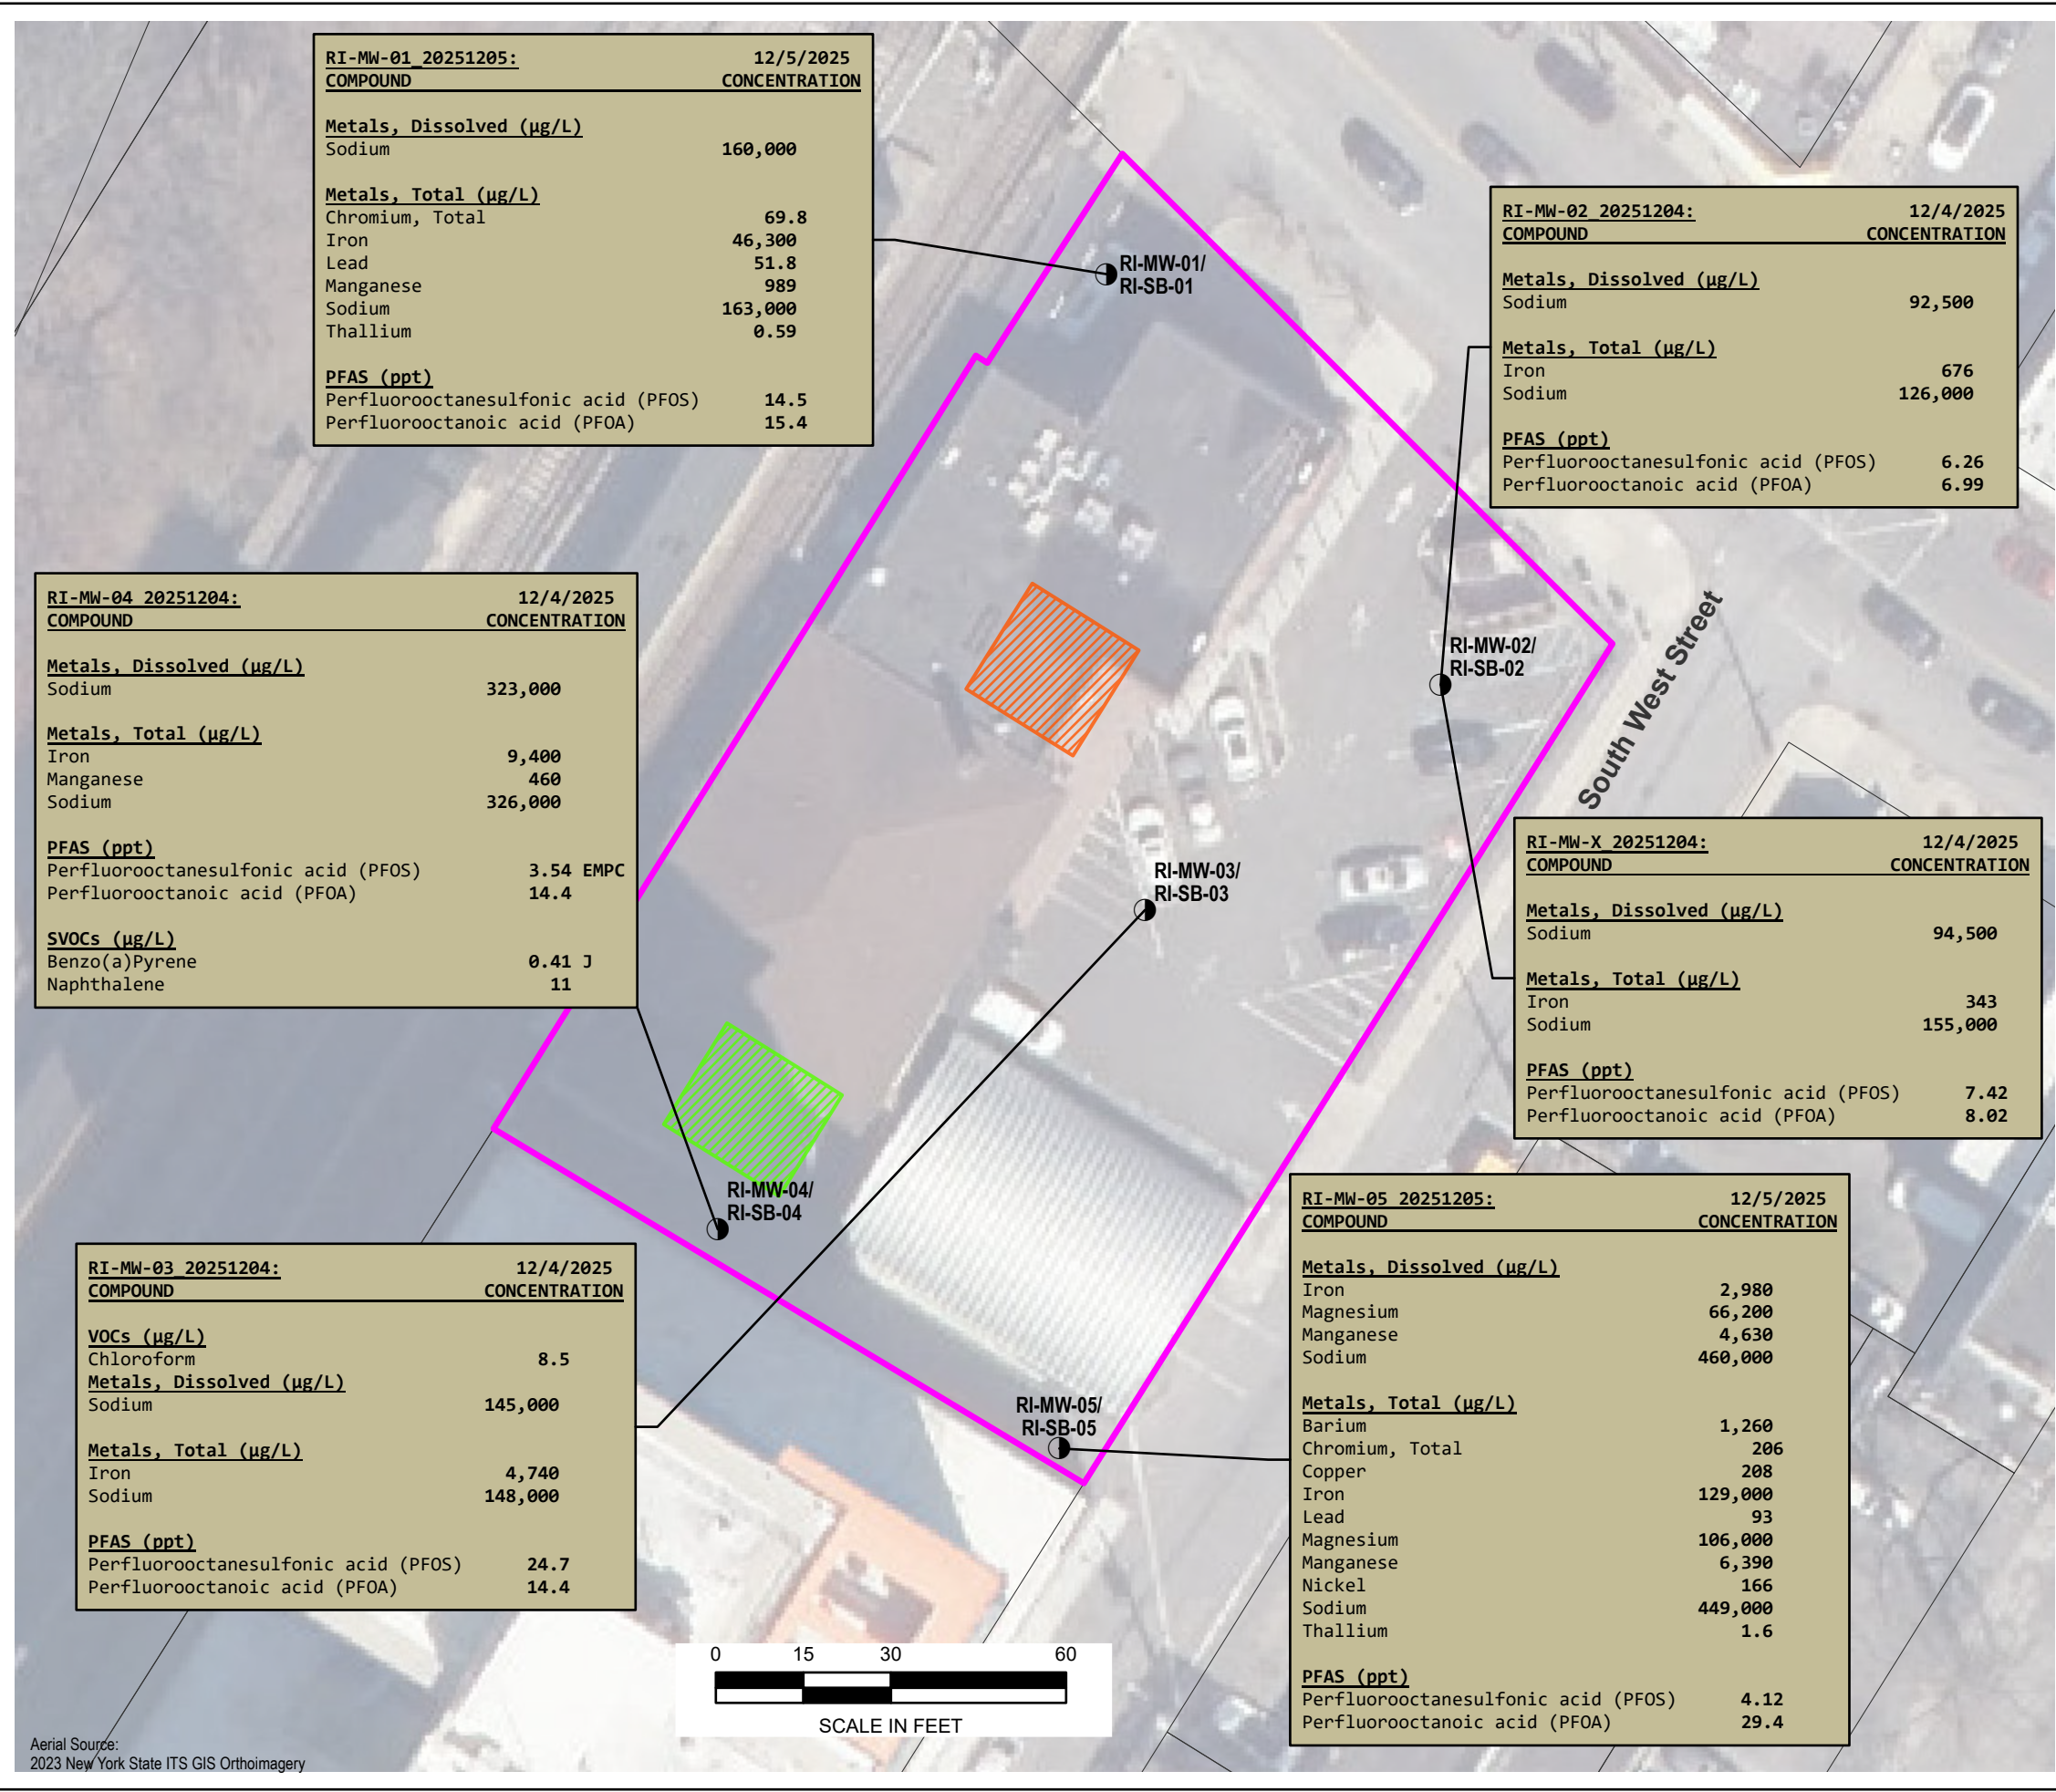 RI-MW-01_20251205: 12/5/2025
COMPOUND CONCENTRATION
Metals, Dissolved (µg/L)
Sodium 160,000
Metals, Total (µg/L)
Chromium, Total 69.8
Iron 46,300
Lead 51.8
Manganese 989
Sodium 163,000
Thallium 0.59
PFAS (ppt)
Perfluorooctanesulfonic acid (PFOS) 14.5
Perfluorooctanoic acid (PFOA) 15.4
RI-MW-02_20251204: 12/4/2025
COMPOUND CONCENTRATION
Metals, Dissolved (µg/L)
Sodium 92,500
Metals, Total (µg/L)
Iron 676
Sodium 126,000
PFAS (ppt)
Perfluorooctanesulfonic acid (PFOS) 6.26
Perfluorooctanoic acid (PFOA) 6.99
RI-MW-01/
RI-SB-01
RI-MW-04 20251204: 12/4/2025
COMPOUND CONCENTRATION
Metals, Dissolved (µg/L)
Sodium 323,000
Metals, Total (µg/L)
Iron 9,400
Manganese 460
Sodium 326,000
PFAS (ppt)
Perfluorooctanesulfonic acid (PFOS) 3.54 EMPC
Perfluorooctanoic acid (PFOA) 14.4
SVOCs (µg/L)
Benzo(a)Pyrene 0.41 J
Naphthalene 11
RI-MW-02/
RI-SB-02
South West Street
RI-MW-03/
RI-SB-03
RI-MW-X_20251204: 12/4/2025
COMPOUND CONCENTRATION
Metals, Dissolved (µg/L)
Sodium 94,500
Metals, Total (µg/L)
Iron 343
Sodium 155,000
PFAS (ppt)
Perfluorooctanesulfonic acid (PFOS) 7.42
Perfluorooctanoic acid (PFOA) 8.02
RI-MW-04/
RI-SB-04
RI-MW-03_20251204: 12/4/2025
COMPOUND CONCENTRATION
VOCs (µg/L)
Chloroform 8.5
Metals, Dissolved (µg/L)
Sodium 145,000
Metals, Total (µg/L)
Iron 4,740
Sodium 148,000
PFAS (ppt)
Perfluorooctanesulfonic acid (PFOS) 24.7
Perfluorooctanoic acid (PFOA) 14.4
RI-MW-05/
RI-SB-05
RI-MW-05 20251205: 12/5/2025
COMPOUND CONCENTRATION
Metals, Dissolved (µg/L)
Iron 2,980
Magnesium 66,200
Manganese 4,630
Sodium 460,000
Metals, Total (µg/L)
Barium 1,260
Chromium, Total 206
Copper 208
Iron 129,000
Lead 93
Magnesium 106,000
Manganese 6,390
Nickel 166
Sodium 449,000
Thallium 1.6
PFAS (ppt)
Perfluorooctanesulfonic acid (PFOS) 4.12
Perfluorooctanoic acid (PFOA) 29.4
0 15 30 60
SCALE IN FEET
Aerial Source:
2023 New York State ITS GIS Orthoimagery